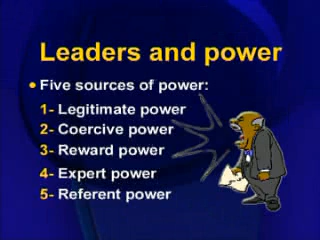 Leaders and power
Five sources of power:
1- Legitimate power
2- Coercive power
3- Reward power
4- Expert power
5- Referent power